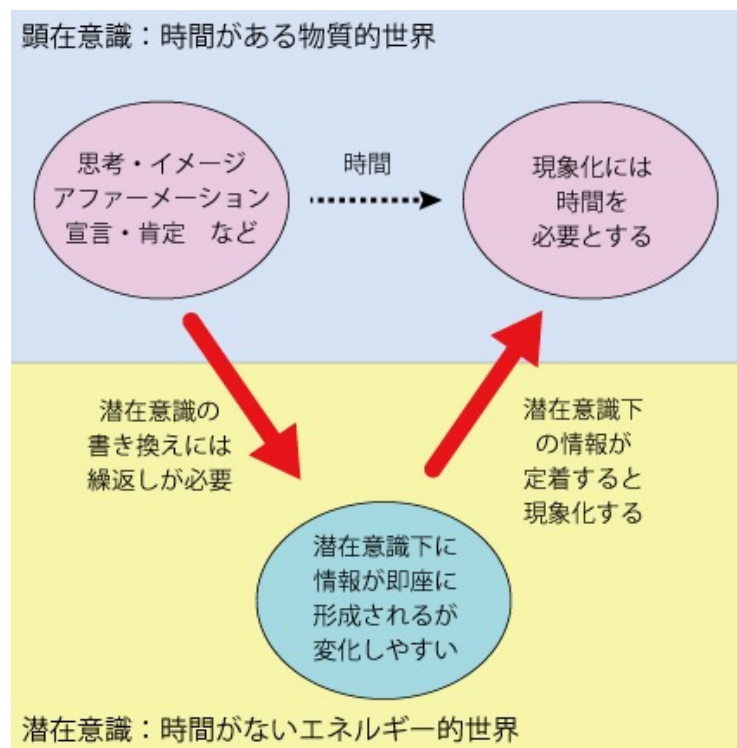 顕在意識：時間がある物質的世界
思考・イメージ
アファーメーション
宣言・肯定　など
時間
現象化には
時間を
必要とする
潜在意識の
書き換えには
繰返しが必要
潜在意識下
の情報が
定着すると
現象化する
潜在意識下に
情報が即座に
形成されるが
変化しやすい
潜在意識：時間がないエネルギー的世界